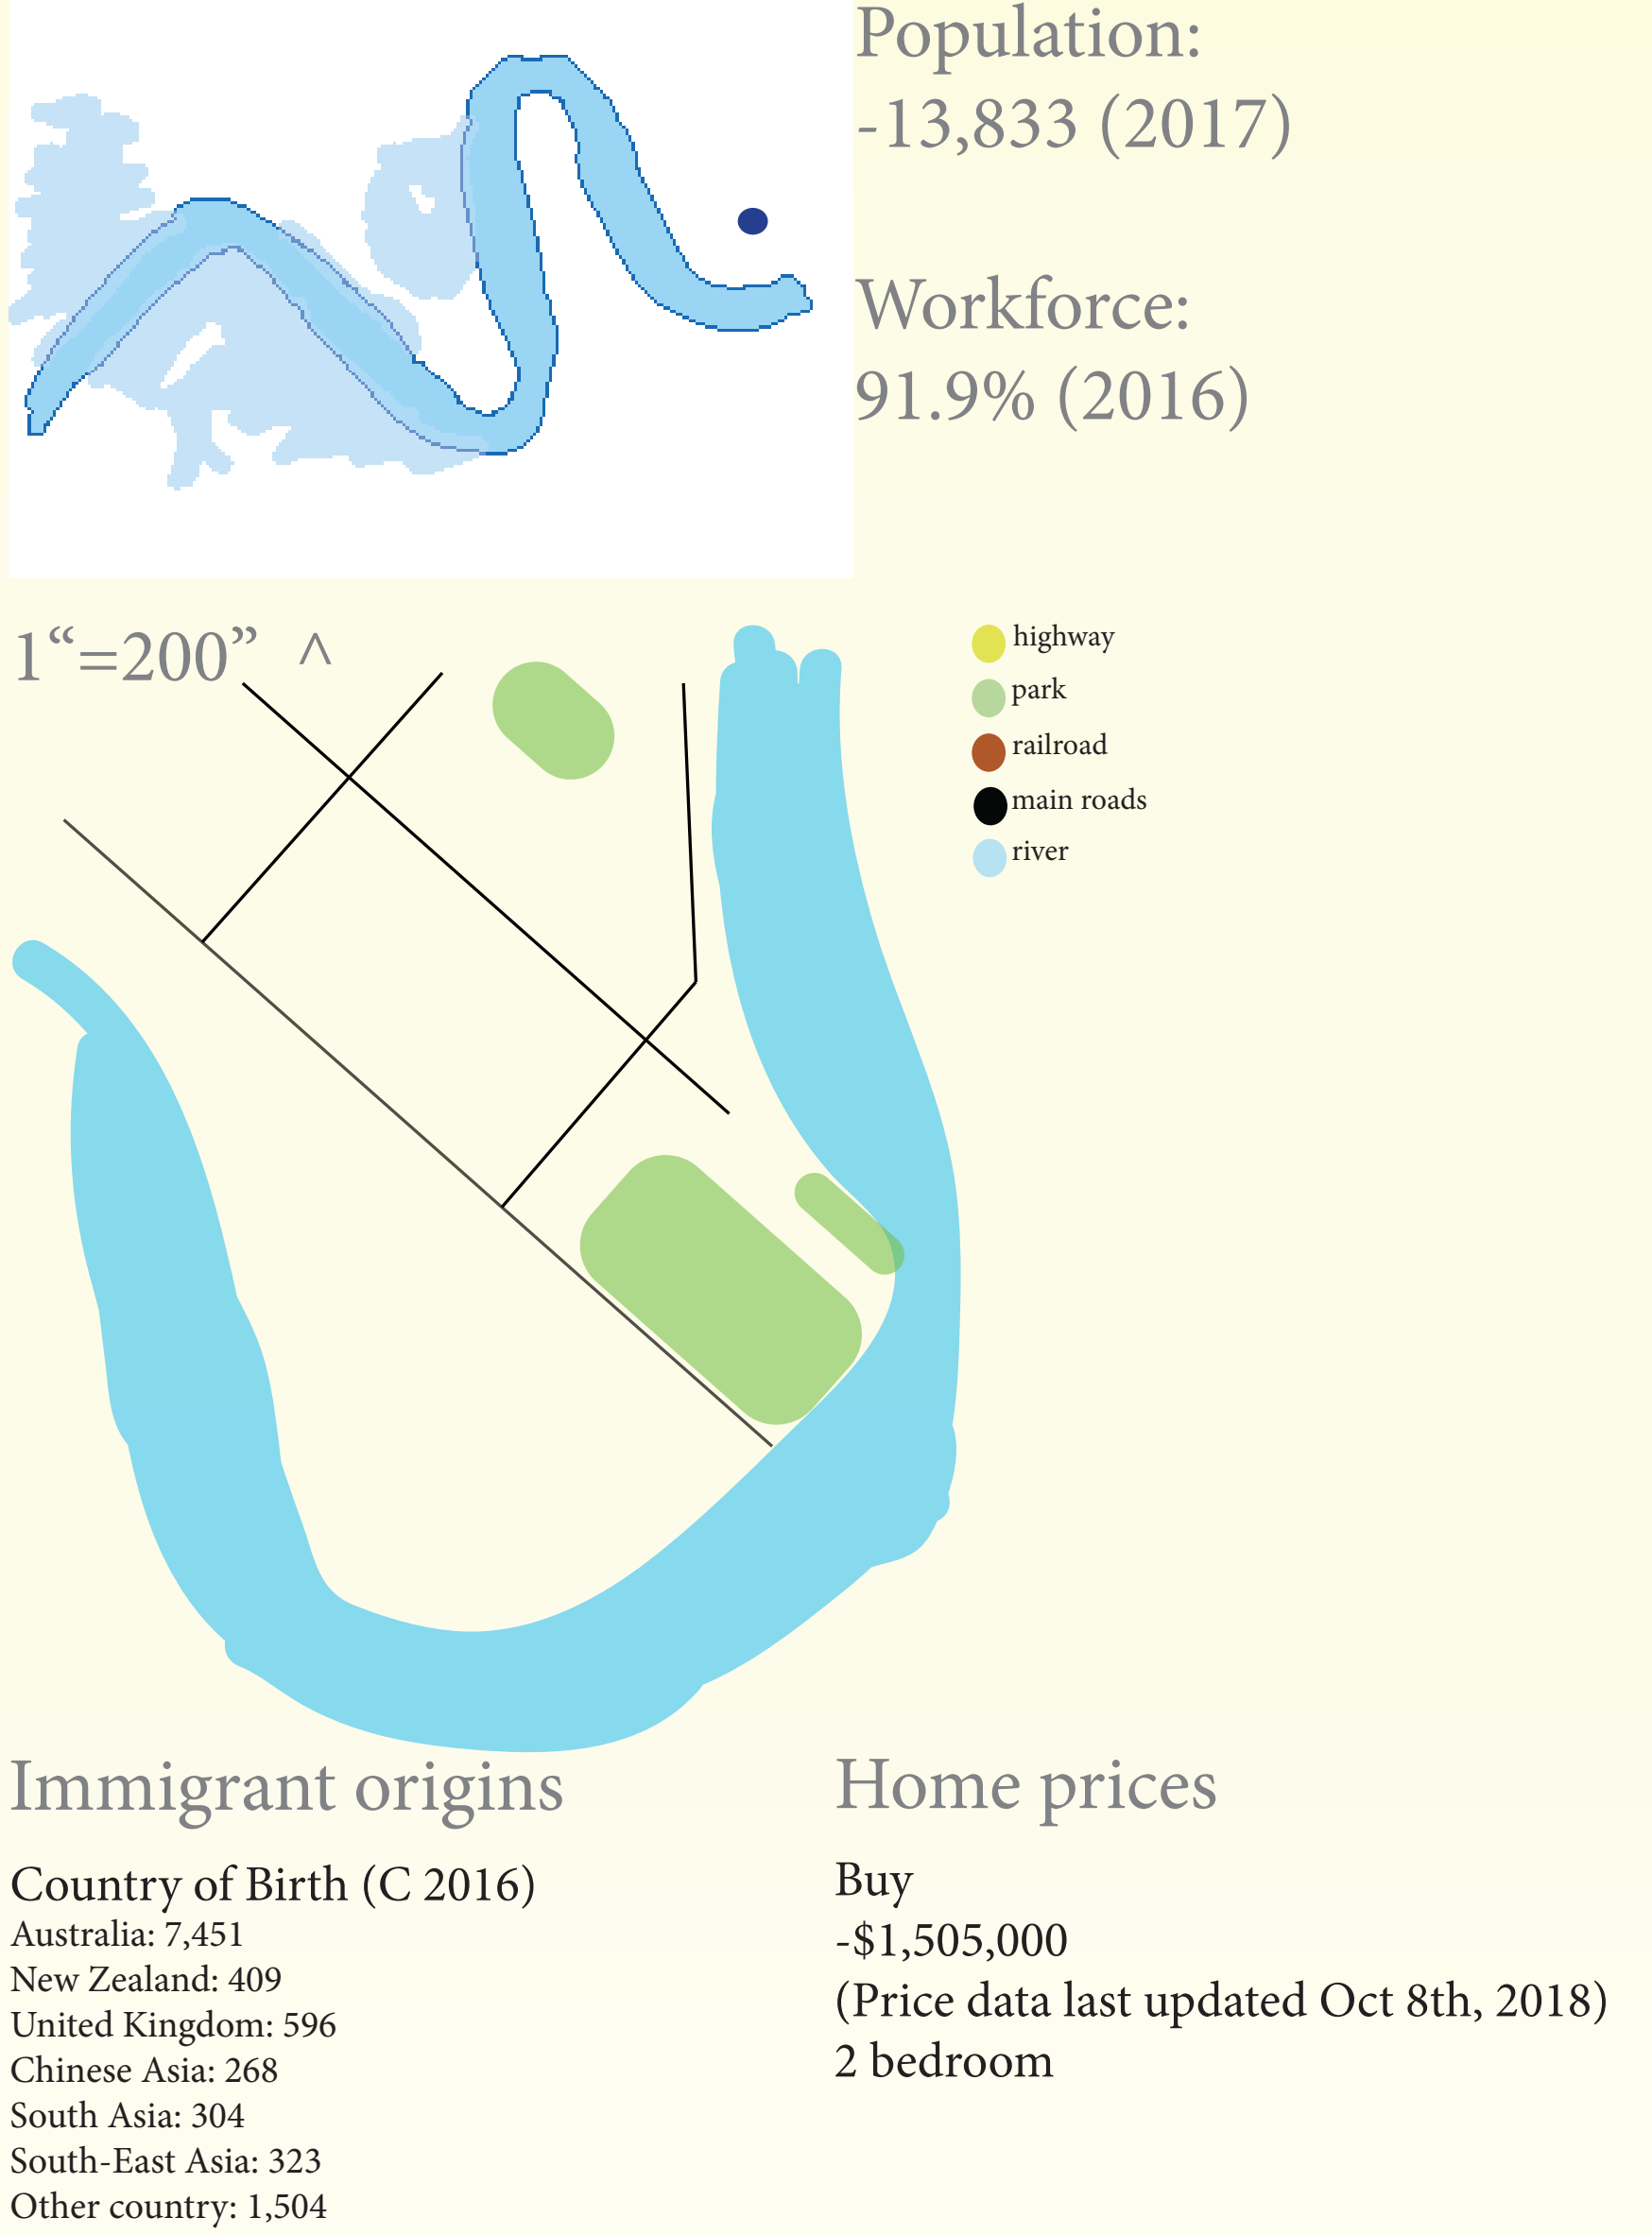 Population:
-13,833 (2017)
Workforce:
91.9% (2016)
1“=200” ^
highway
park
railroad
main roads
river
Immigrant origins
Country of Birth (C 2016)
Australia: 7,451
New Zealand: 409
United Kingdom: 596
Chinese Asia: 268
South Asia: 304
South-East Asia: 323
Other country: 1,504
Home prices
Buy
-$1,505,000
(Price data last updated Oct 8th, 2018)
2 bedroom